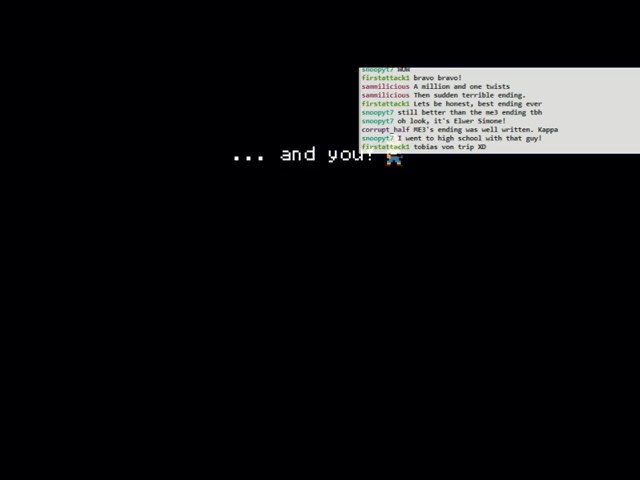 snoopyt7 WOW
firstattack1 bravo bravo!
sammilicious A million and one twists
sammilicious Then sudden terrible ending.
firstattack1 Lets be honest, best ending ever
snoopyt7 still better than the me3 ending tbh
snoopyt7 oh look, it's Elwer Simone!
corrupt_half ME3's ending was well written. Kappa
snoopyt7 I went to high school with that guy!
firstattack1 tobias von trip XD
... and you!